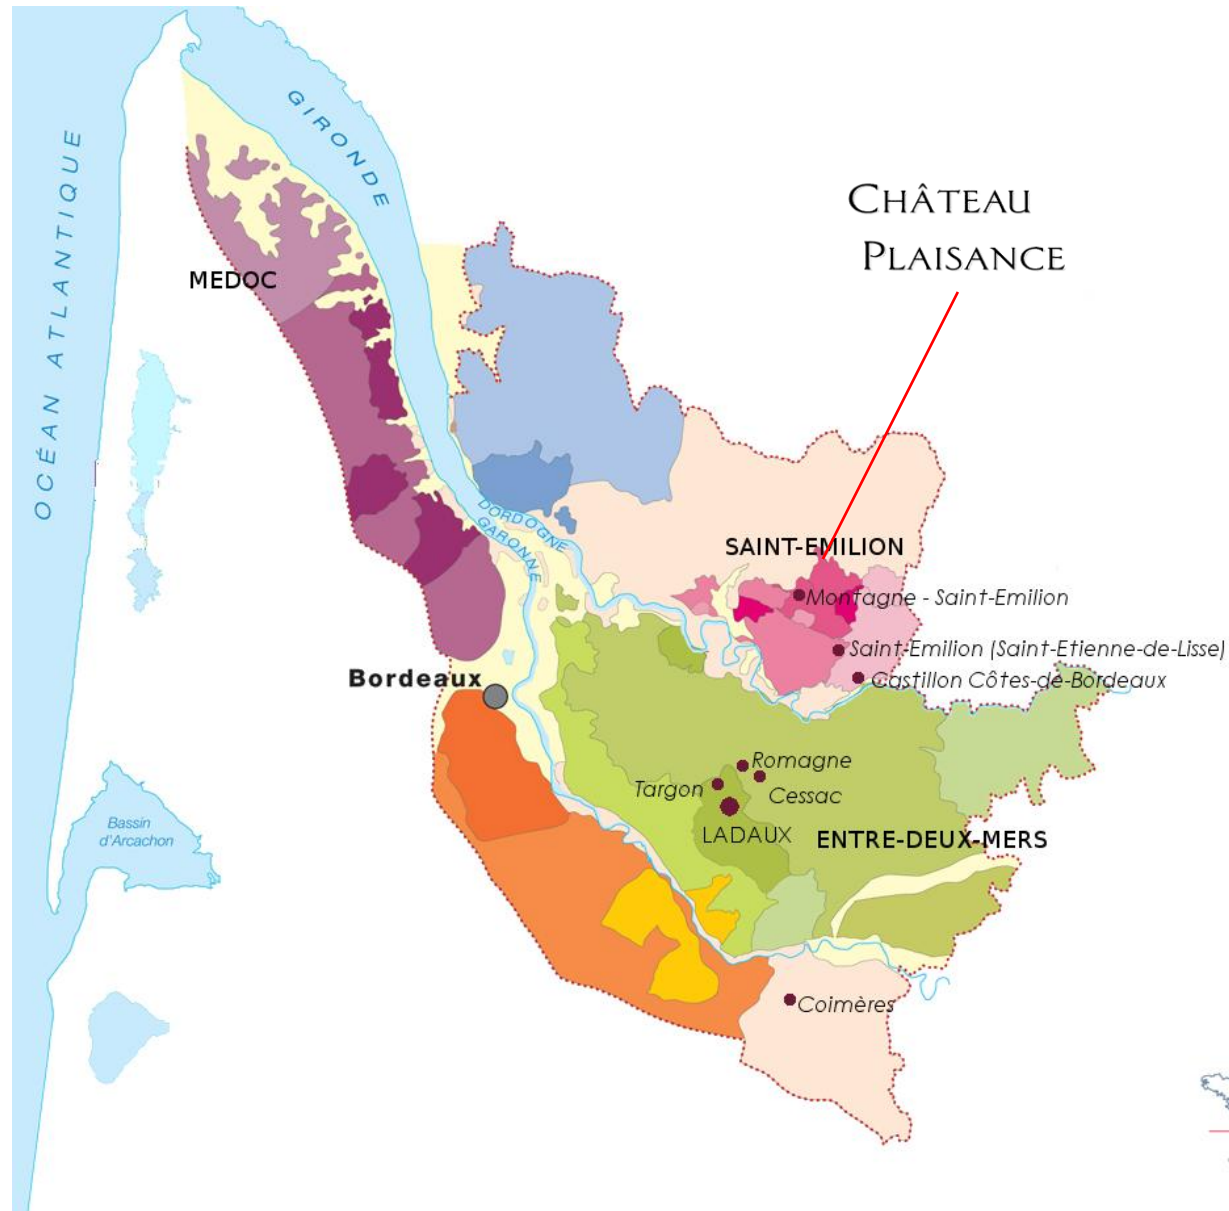 OCÉAN ATLANTIQUE
GIRONDE
CHÂTEAU
PLAISANCE
MEDOC
DORDOGNE
GARONNE
SAINT-EMILION
Montagne - Saint-Emilion
Saint-Emilion (Saint-Etienne-de-Lisse)
Castillon Côtes-de-Bordeaux
Bordeaux
Romagne
Targon
Cessac
LADAUX
ENTRE-DEUX-MERS
Bassin
d'Arcachon
Coimères